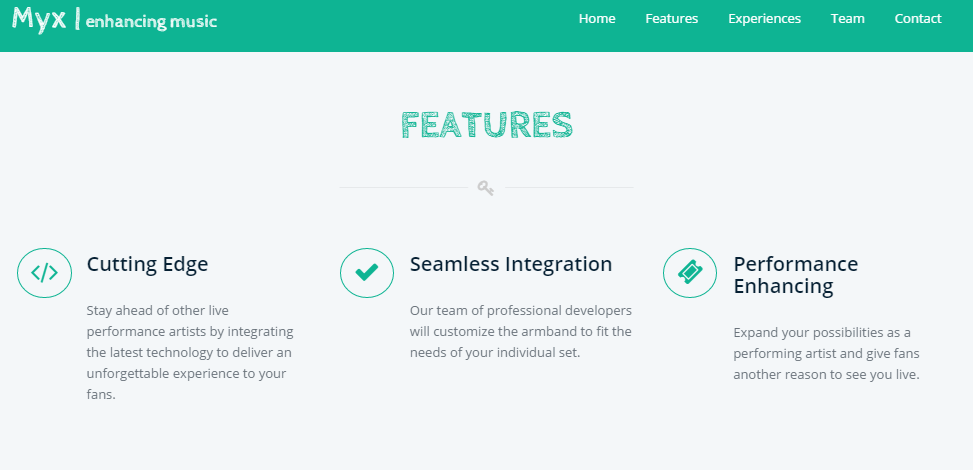 Myx | enhancing music
Home Features Experiences Team Contact
FEATURES
Cutting Edge
Stay ahead of other live
performance artists by integrating
the latest technology to deliver an
unforgettable experience to your
fans.
Seamless Integration
Our team of professional developers
will customize the armband to fit the
needs of your individual set.
Performance
Enhancing
Expand your possibilities as a
performing artist and give fans
another reason to see you live.